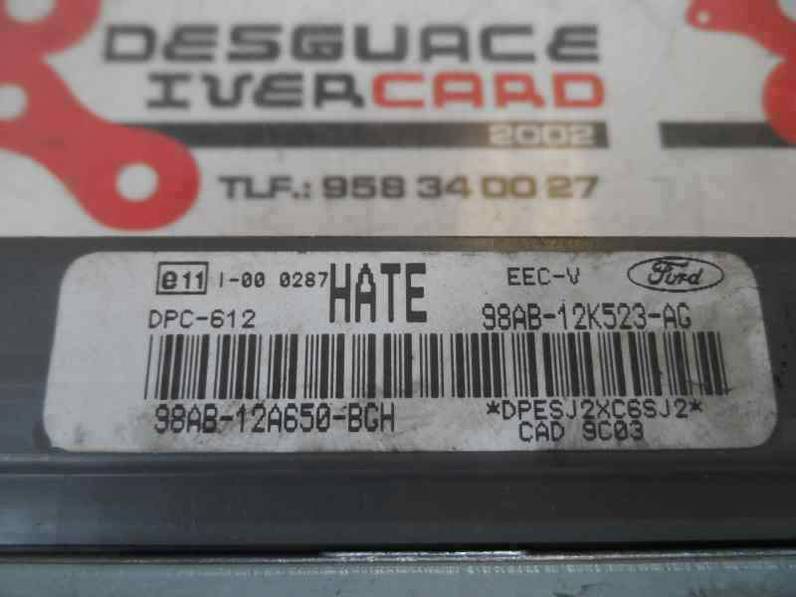 DESGUACE
IVERCARD
2002
TLF.: 958 34 00 27
e11 I-00 0287 HATE EEC-V Ford
DPC-612 98AB-12K523-AG
98AB-12A650-BGH *DPESJ2XC6SJ2*
CAD 9C03